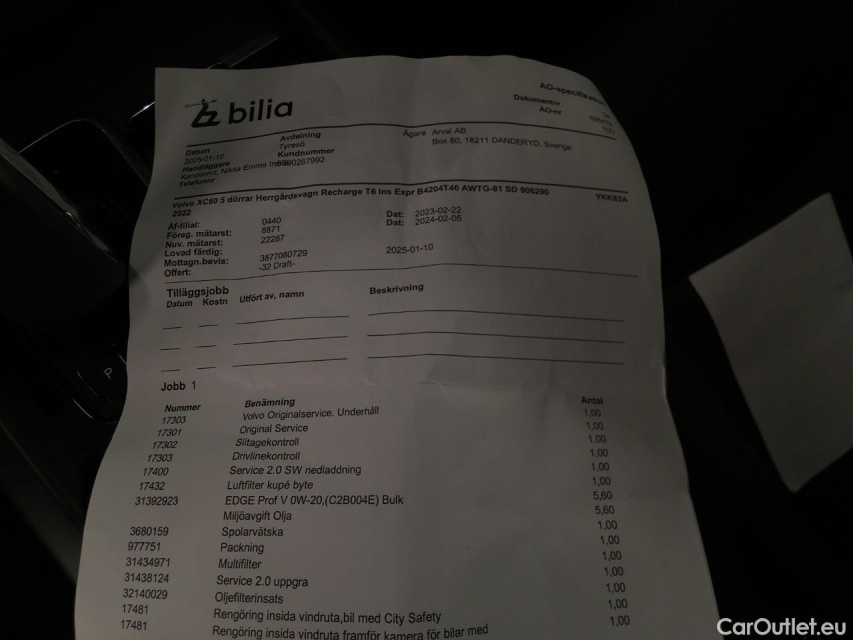 bilia
AO-specifikation
Dokumentnr
AO-nr
Datum
2025-01-10
Avdelning
Tyresö
Kundnummer
Ägare Arval AB
Box 60, 18211 DANDERYD, Sverige
Handläggare
Telefonnr
Volvo XC60 5 dörrar Herrgårdsvagn Recharge T8 Ins Expr B4204T46 AWTG-81 SD 906290
2022
Af-filial: 0440
Föreg. mätarst: 8871 Dat: 2023-02-22
Nuv. mätarst: 22287 Dat: 2024-02-05
Lovad färdig: 2025-01-10
Mottagn.bevis: 3877080729
Offert: -32 Draft-
Tilläggsjobb
Datum Kostn Utfört av, namn Beskrivning
Jobb 1
Nummer Benämning Antal
17303 Volvo Originalservice. Underhåll 1,00
17301 Original Service 1,00
17302 Slitagekontroll 1,00
17303 Drivlinekontroll 1,00
17400 Service 2.0 SW nedladdning 1,00
17432 Luftfilter kupé byte 1,00
31392923 EDGE Prof V 0W-20,(C2B004E) Bulk 5,60
Miljöavgift Olja 5,60
3680159 Spolarvätska 1,00
977751 Packning 1,00
31434971 Multifilter 1,00
31438124 Service 2.0 uppgra 1,00
32140029 Oljefilterinsats 1,00
17481 Rengöring insida vindruta,bil med City Safety 1,00
17481 Rengöring insida vindruta framför kamera för bilar med 1,00
P
CarOutlet.eu